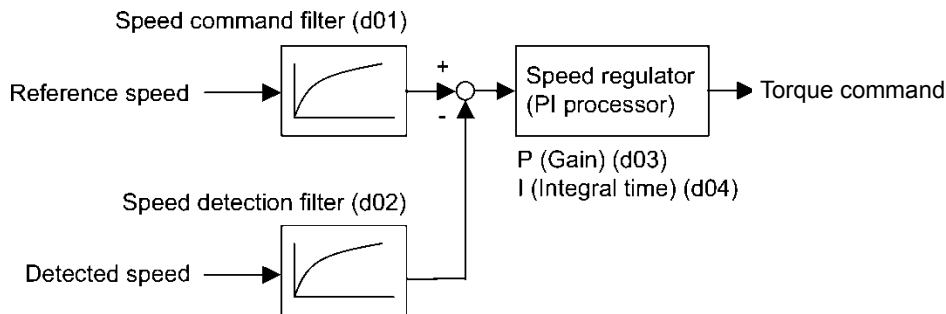 Speed command filter (d01)
Reference speed
+
-
Speed regulator
(PI processor)
Torque command
P (Gain) (d03)
I (Integral time) (d04)
Speed detection filter (d02)
Detected speed